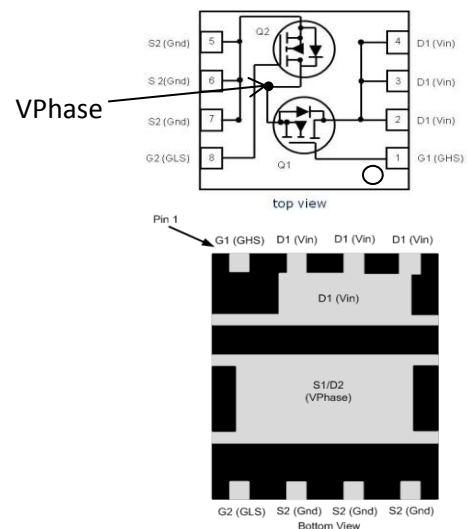 Q2
S2(Gnd) 5 4 D1(Vin)
S2(Gnd) 6 3 D1(Vin)
VPhase
S2(Gnd) 7 2 D1(Vin)
G2(GLS) 8 1 G1(GHS)
Q1
top view
Pin 1
G1 (GHS) D1 (Vin) D1 (Vin) D1 (Vin)
D1 (Vin)
S1/D2
(VPhase)
G2 (GLS) S2 (Gnd) S2 (Gnd) S2 (Gnd)
Bottom View